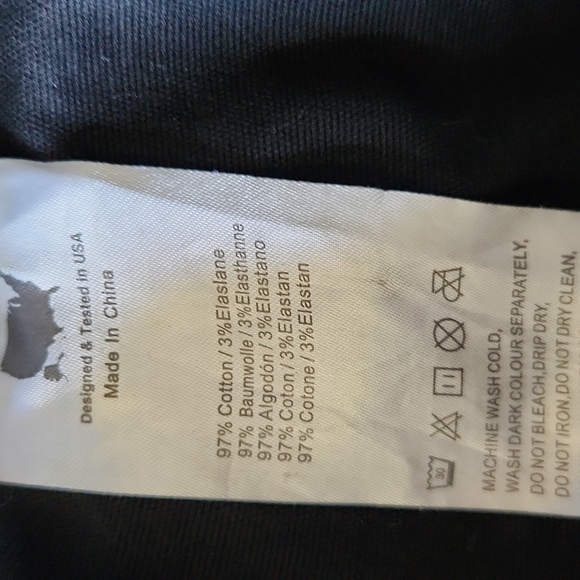 Designed & Tested In USA
Made In China
97% Cotton / 3%Elaslane
97% Baumwolle / 3%Elasthanne
97% Algodón / 3%Elastano
97% Coton / 3%Elastan
97% Cotone / 3%Elastan
30
MACHINE WASH COLD,
WASH DARK COLOUR SEPARATELY,
DO NOT BLEACH,DRIP DRY,
DO NOT IRON,DO NOT DRY CLEAN,